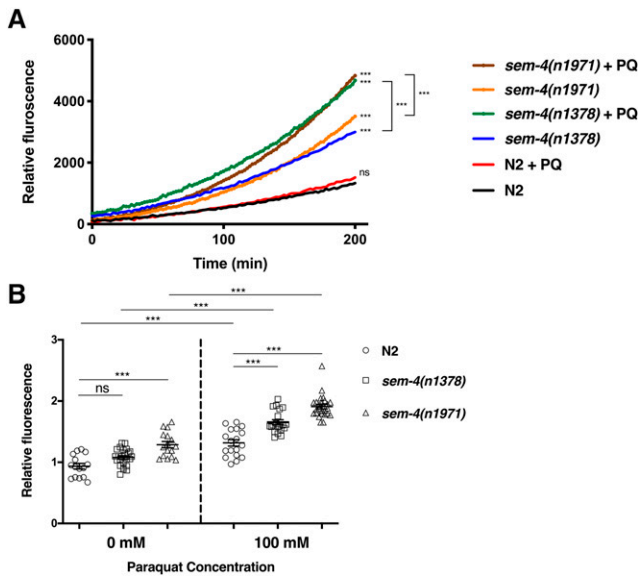 A
Relative fluroscence
6000
4000
2000
0
0
100
200
Time (min)
***
***
***
***
***
***
ns
sem-4(n1971) + PQ
sem-4(n1971)
sem-4(n1378) + PQ
sem-4(n1378)
N2 + PQ
N2
B
Relative fluorescence
3
2
1
0
***
***
***
***
ns
***
***
0 mM
100 mM
Paraquat Concentration
N2
sem-4(n1378)
sem-4(n1971)